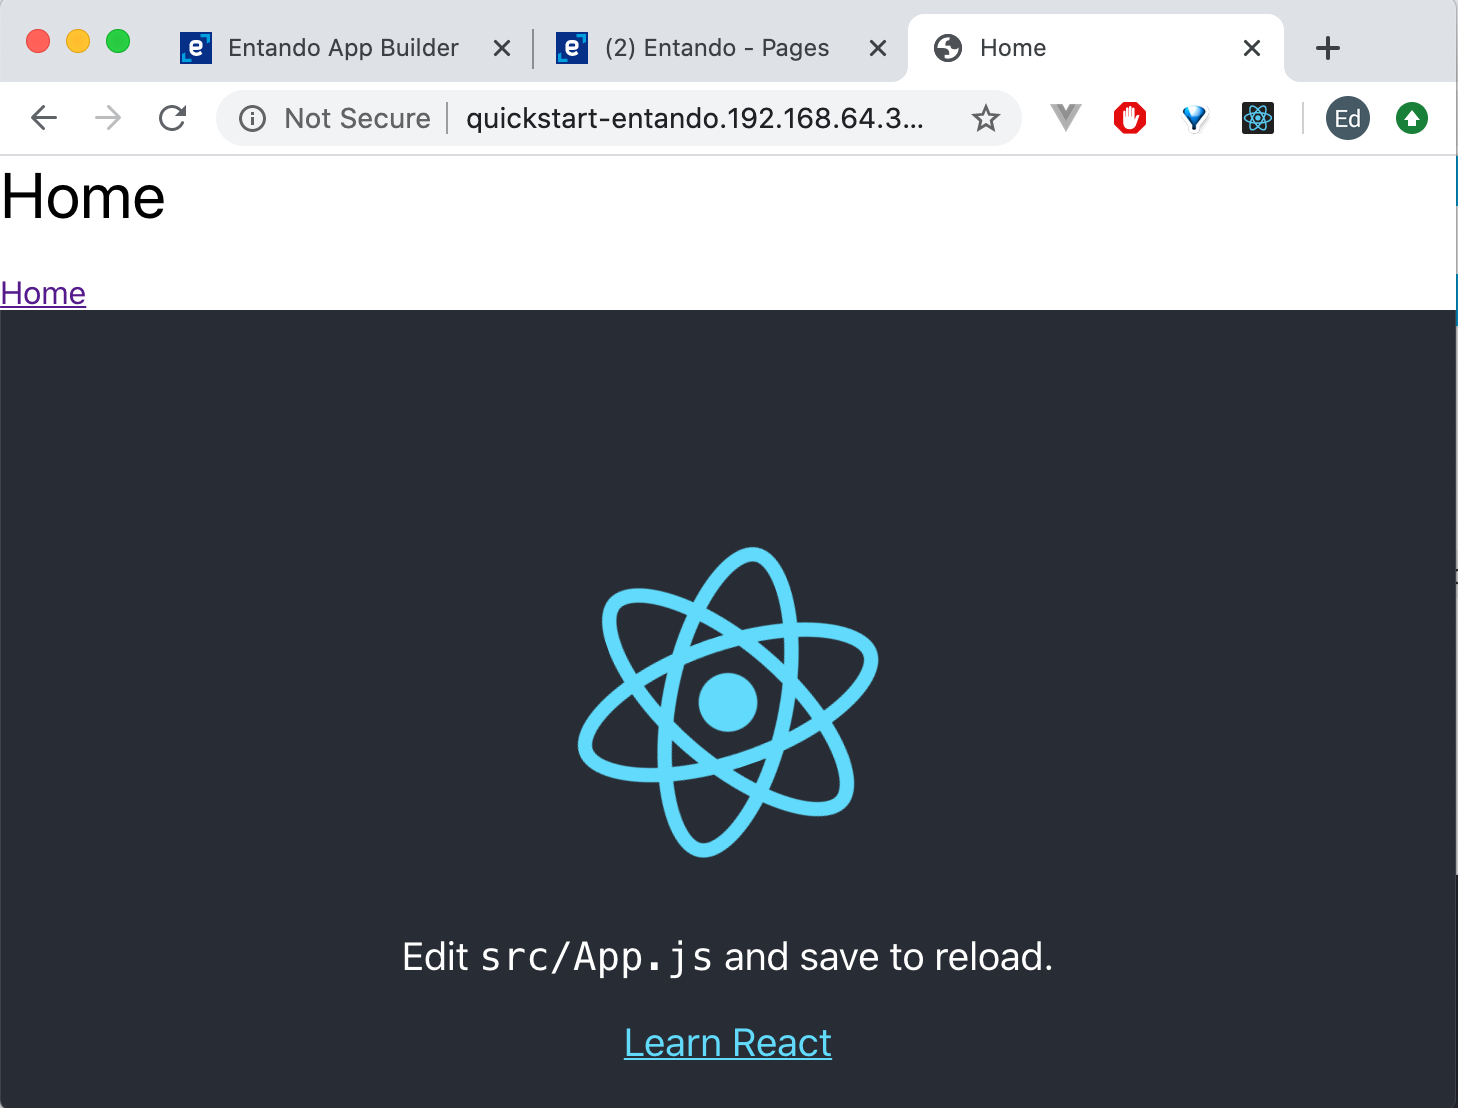 e Entando App Builder
e (2) Entando - Pages
Home
Not Secure
quickstart-entando.192.168.64.3...
Ed
Home
Home
Edit src/App.js and save to reload.
Learn React